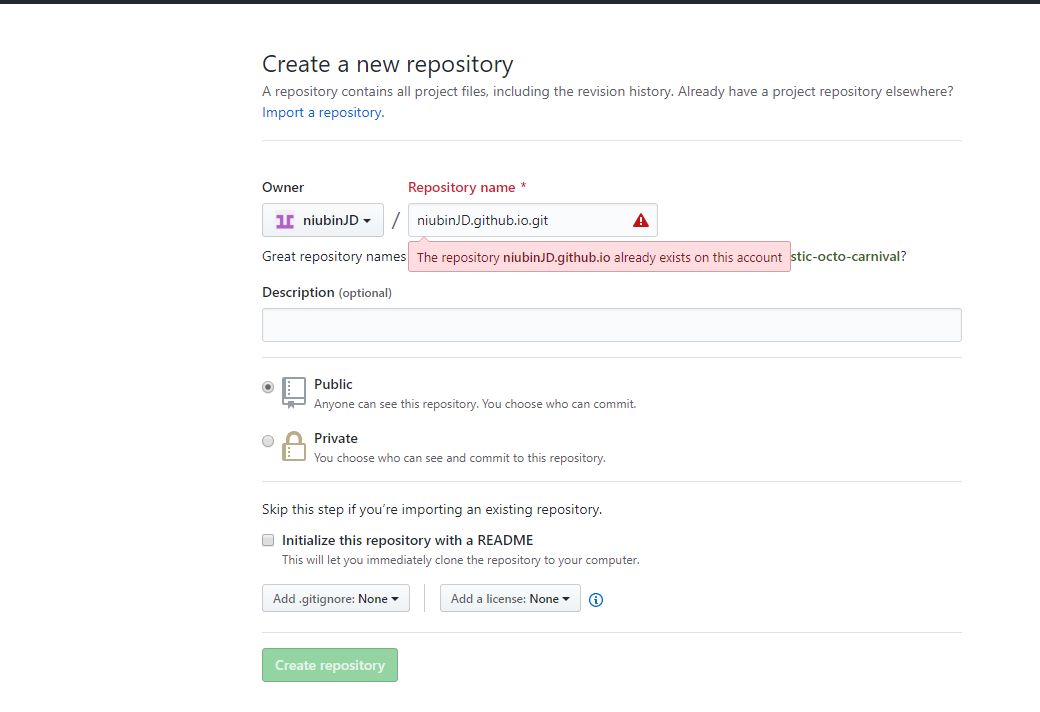 Create a new repository
A repository contains all project files, including the revision history. Already have a project repository elsewhere?
Import a repository.
Owner
Repository name *
niubinJD
/
niubinJD.github.io.git
Great repository names
The repository niubinJD.github.io already exists on this account
stic-octo-carnival?
Description (optional)
Public
Anyone can see this repository. You choose who can commit.
Private
You choose who can see and commit to this repository.
Skip this step if you’re importing an existing repository.
Initialize this repository with a README
This will let you immediately clone the repository to your computer.
Add .gitignore: None
Add a license: None
Create repository